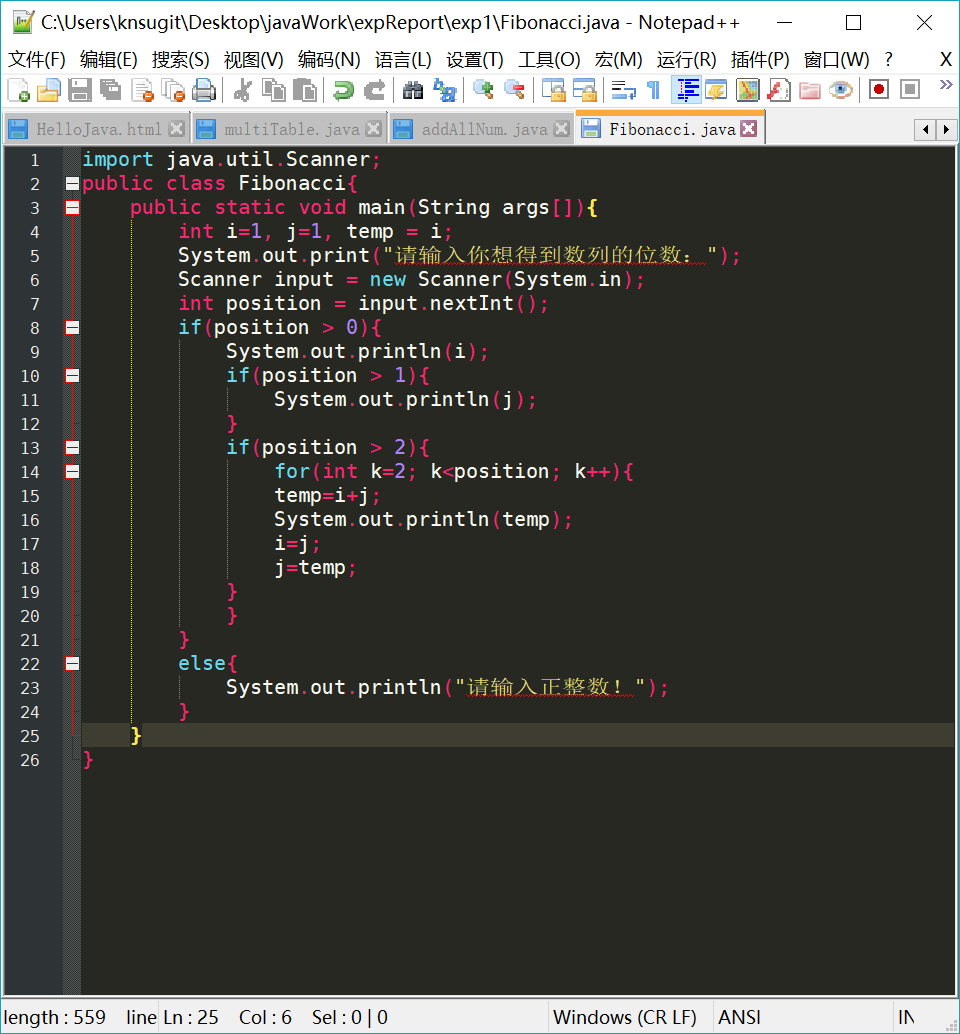 C:\Users\knsugit\Desktop\javaWork\expReport\exp1\Fibonacci.java - Notepad++
文件(F) 编辑(E) 搜索(S) 视图(V) 编码(N) 语言(L) 设置(T) 工具(O) 宏(M) 运行(R) 插件(P) 窗口(W) ? X
HelloJava.html multiTable.java addAllNum.java Fibonacci.java
1 import java.util.Scanner;
2 public class Fibonacci{
3 public static void main(String args[]){
4 int i=1, j=1, temp = i;
5 System.out.print("请输入你想得到数列的位数：");
6 Scanner input = new Scanner(System.in);
7 int position = input.nextInt();
8 if(position > 0){
9 System.out.println(i);
10 if(position > 1){
11 System.out.println(j);
12 }
13 if(position > 2){
14 for(int k=2; k<position; k++){
15 temp=i+j;
16 System.out.println(temp);
17 i=j;
18 j=temp;
19 }
20 }
21 }
22 else{
23 System.out.println("请输入正整数！");
24 }
25 }
26 }
length : 559 line Ln : 25 Col : 6 Sel : 0 | 0 Windows (CR LF) ANSI IN